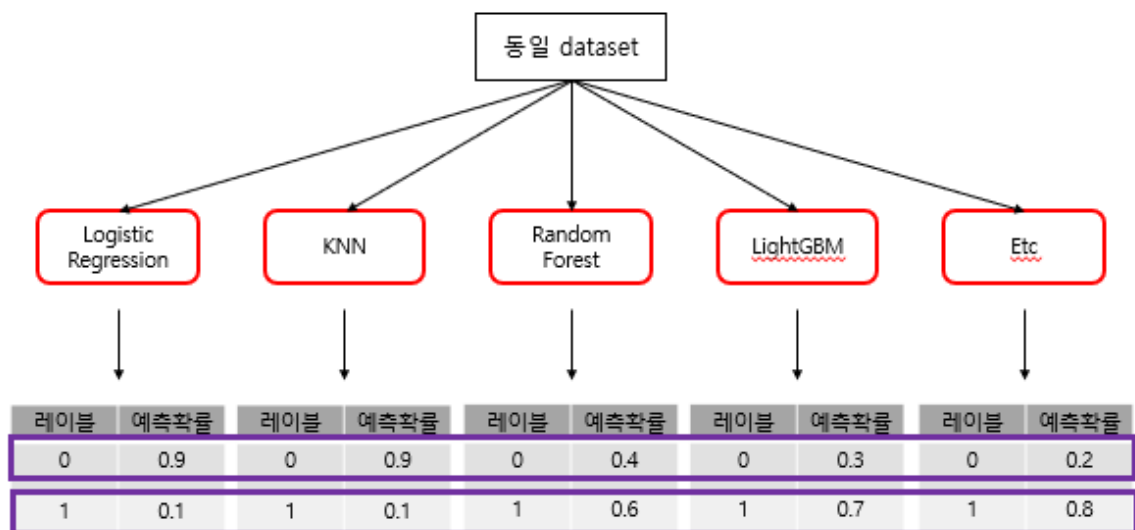 동일 dataset
Logistic
Regression
KNN
Random
Forest
LightGBM
Etc
레이블 예측확률 레이블 예측확률 레이블 예측확률 레이블 예측확률 레이블 예측확률
0 0.9 0 0.9 0 0.4 0 0.3 0 0.2
1 0.1 1 0.1 1 0.6 1 0.7 1 0.8